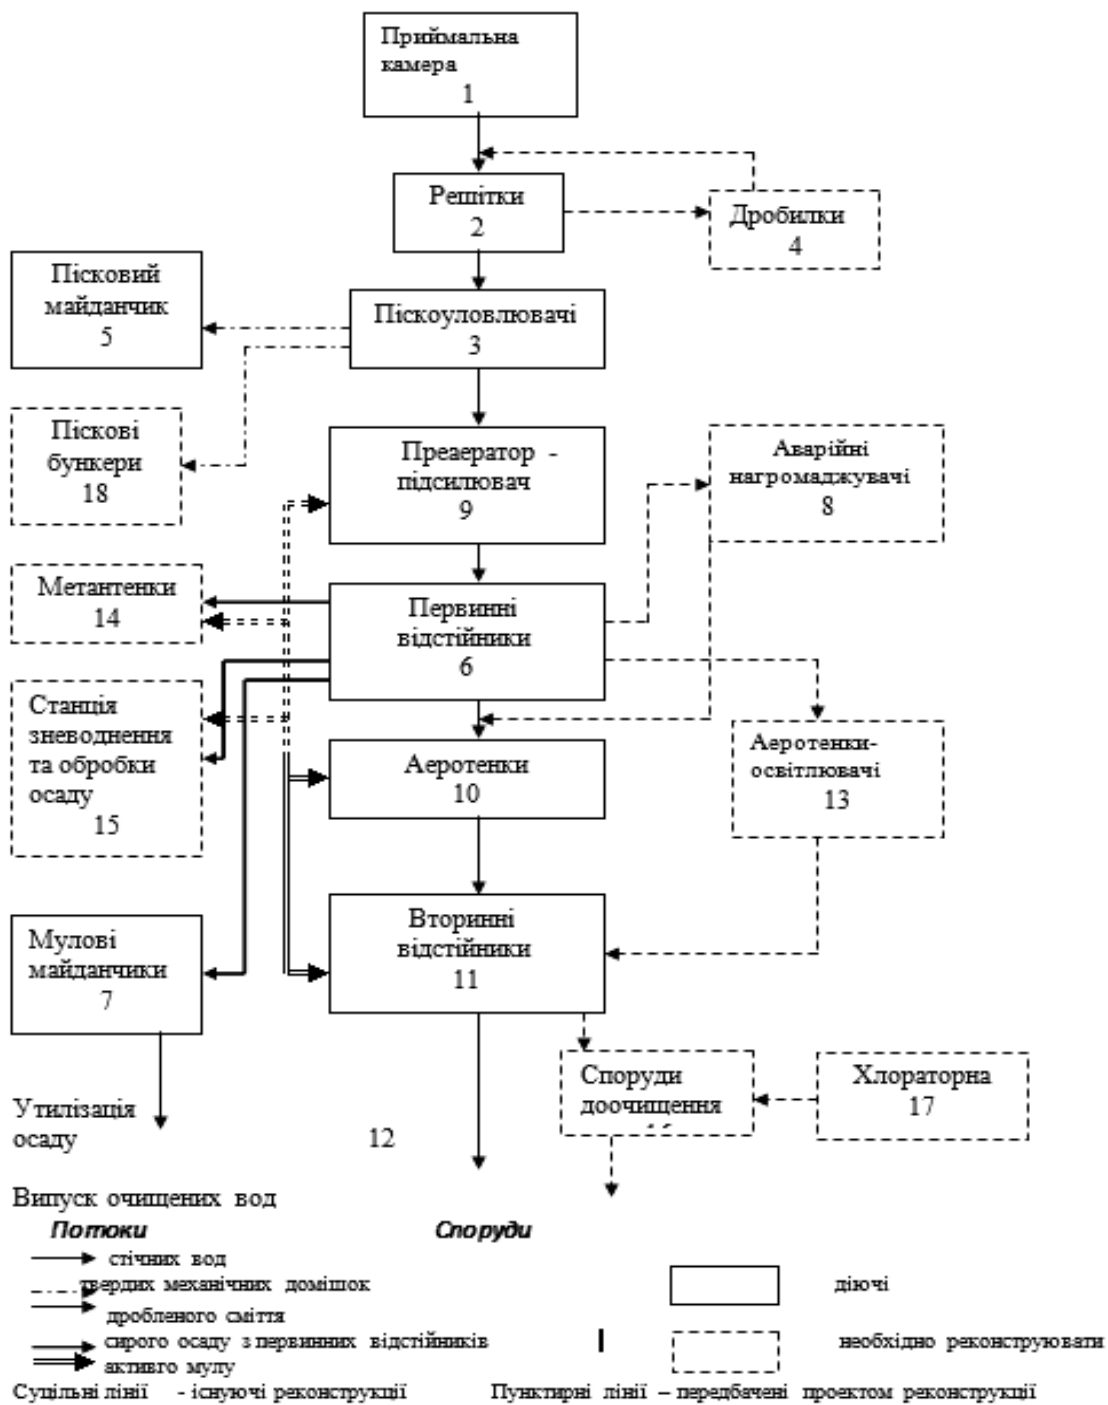 Приймальна
камера
1
Решітки
2
Дробилки
4
Пісковий
майданчик
5
Піскоуловлювачі
3
Піскові
бункери
18
Преаератор -
підсилювач
9
Аварійні
нагромаджувачі
8
Метантенки
14
Первинні
відстійники
6
Станція
зневоднення
та обробки
осаду
15
Аеротенки
10
Аеротенки-
освітлювачі
13
Мулові
майданчики
7
Вторинні
відстійники
11
Споруди
доочищення
Хлораторна
17
Утилізація
осаду
12
Випуск очищених вод
Потоки
Споруди
стічних вод
твердих механічних домішок
діючі
дробленого сміття
сирого осаду з первинних відстійників
необхідно реконструювати
активго мулу
Суцільні лінії - існуючі реконструкції
Пунктирні лінії – передбачені проектом реконструкції